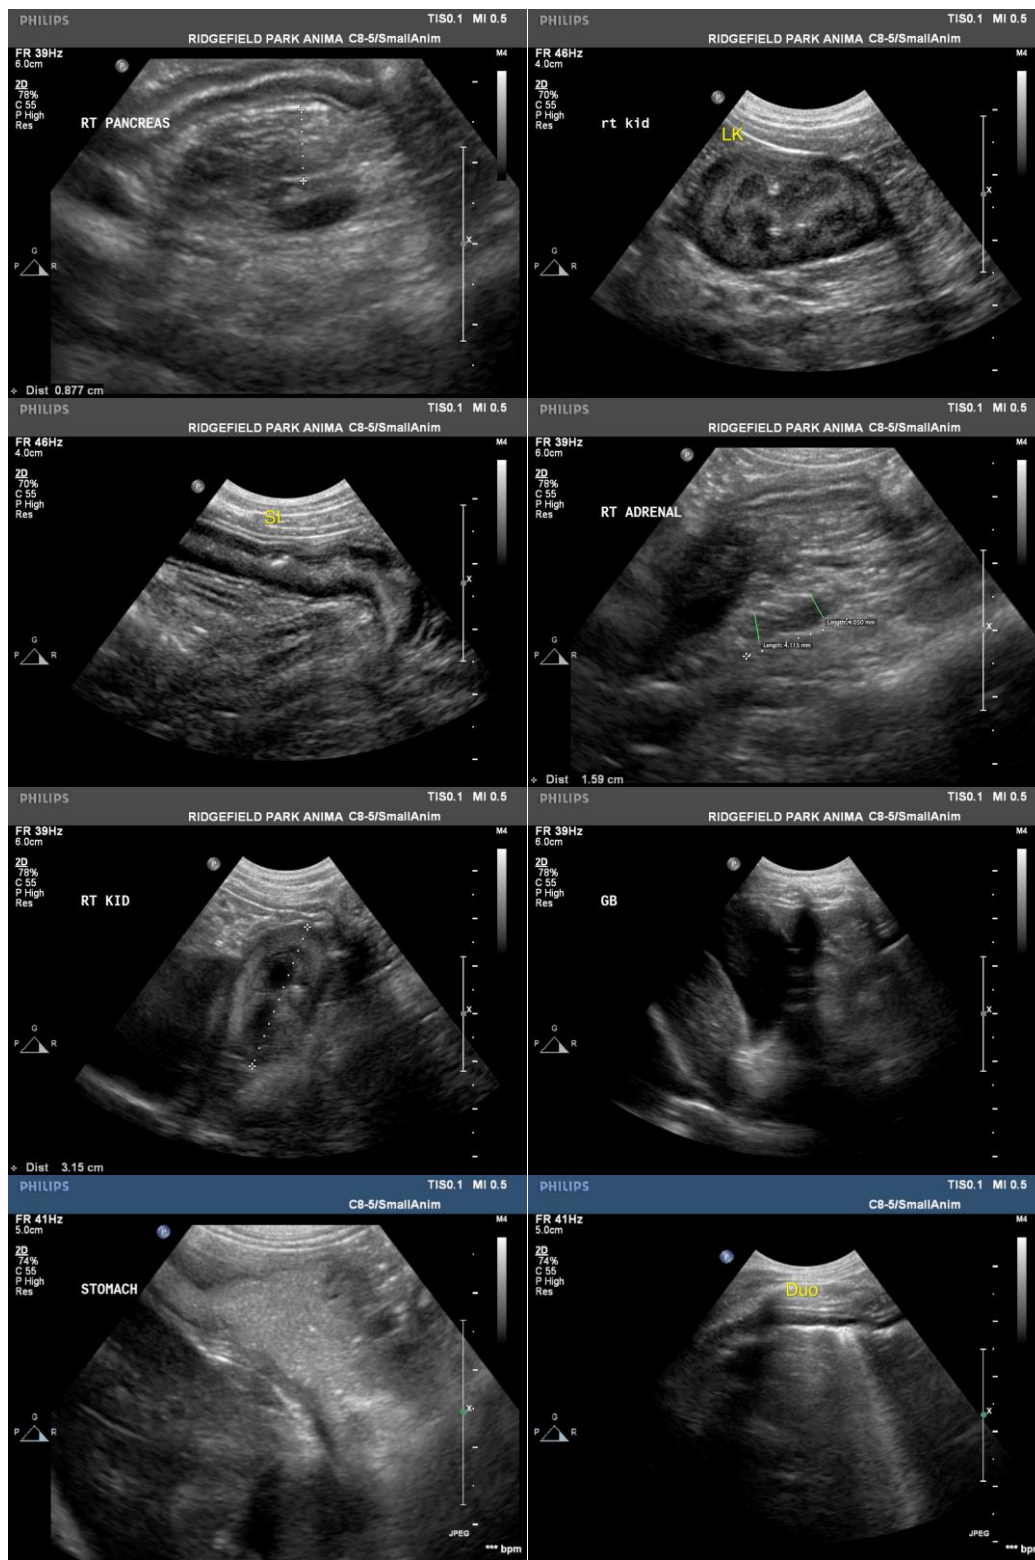 PHILIPS TIS0.1 MI 0.5
RIDGEFIELD PARK ANIMA C8-5/SmallAnim
FR 39Hz M4
6.0cm
P
2D
78%
C 55
P High
Res
RT PANCREAS
X
G
P R
Dist 0.877 cm
PHILIPS TIS0.1 MI 0.5
RIDGEFIELD PARK ANIMA C8-5/SmallAnim
FR 46Hz M4
4.0cm
P
2D
70%
C 55
P High
Res
rt kid
LK
X
G
P R
PHILIPS TIS0.1 MI 0.5
RIDGEFIELD PARK ANIMA C8-5/SmallAnim
FR 46Hz M4
4.0cm
P
2D
70%
C 55
P High
Res
SI
X
G
P R
PHILIPS TIS0.1 MI 0.5
RIDGEFIELD PARK ANIMA C8-5/SmallAnim
FR 39Hz M4
6.0cm
P
2D
78%
C 55
P High
Res
RT ADRENAL
X
Length: 4.050 mm
Length: 4.115 mm
G
P R
Dist 1.59 cm
PHILIPS TIS0.1 MI 0.5
RIDGEFIELD PARK ANIMA C8-5/SmallAnim
FR 39Hz M4
6.0cm
P
2D
78%
C 55
P High
Res
RT KID
X
G
P R
Dist 3.15 cm
PHILIPS TIS0.1 MI 0.5
RIDGEFIELD PARK ANIMA C8-5/SmallAnim
FR 39Hz M4
6.0cm
P
2D
78%
C 55
P High
Res
GB
X
G
P R
PHILIPS TIS0.1 MI 0.5
C8-5/SmallAnim
FR 41Hz M4
5.0cm
P
2D
74%
C 55
P High
Res
STOMACH
X
G
P R
JPEG
*** bpm
PHILIPS TIS0.1 MI 0.5
C8-5/SmallAnim
FR 41Hz M4
5.0cm
P
2D
74%
C 55
P High
Res
Duo
X
G
P R
JPEG
*** bpm